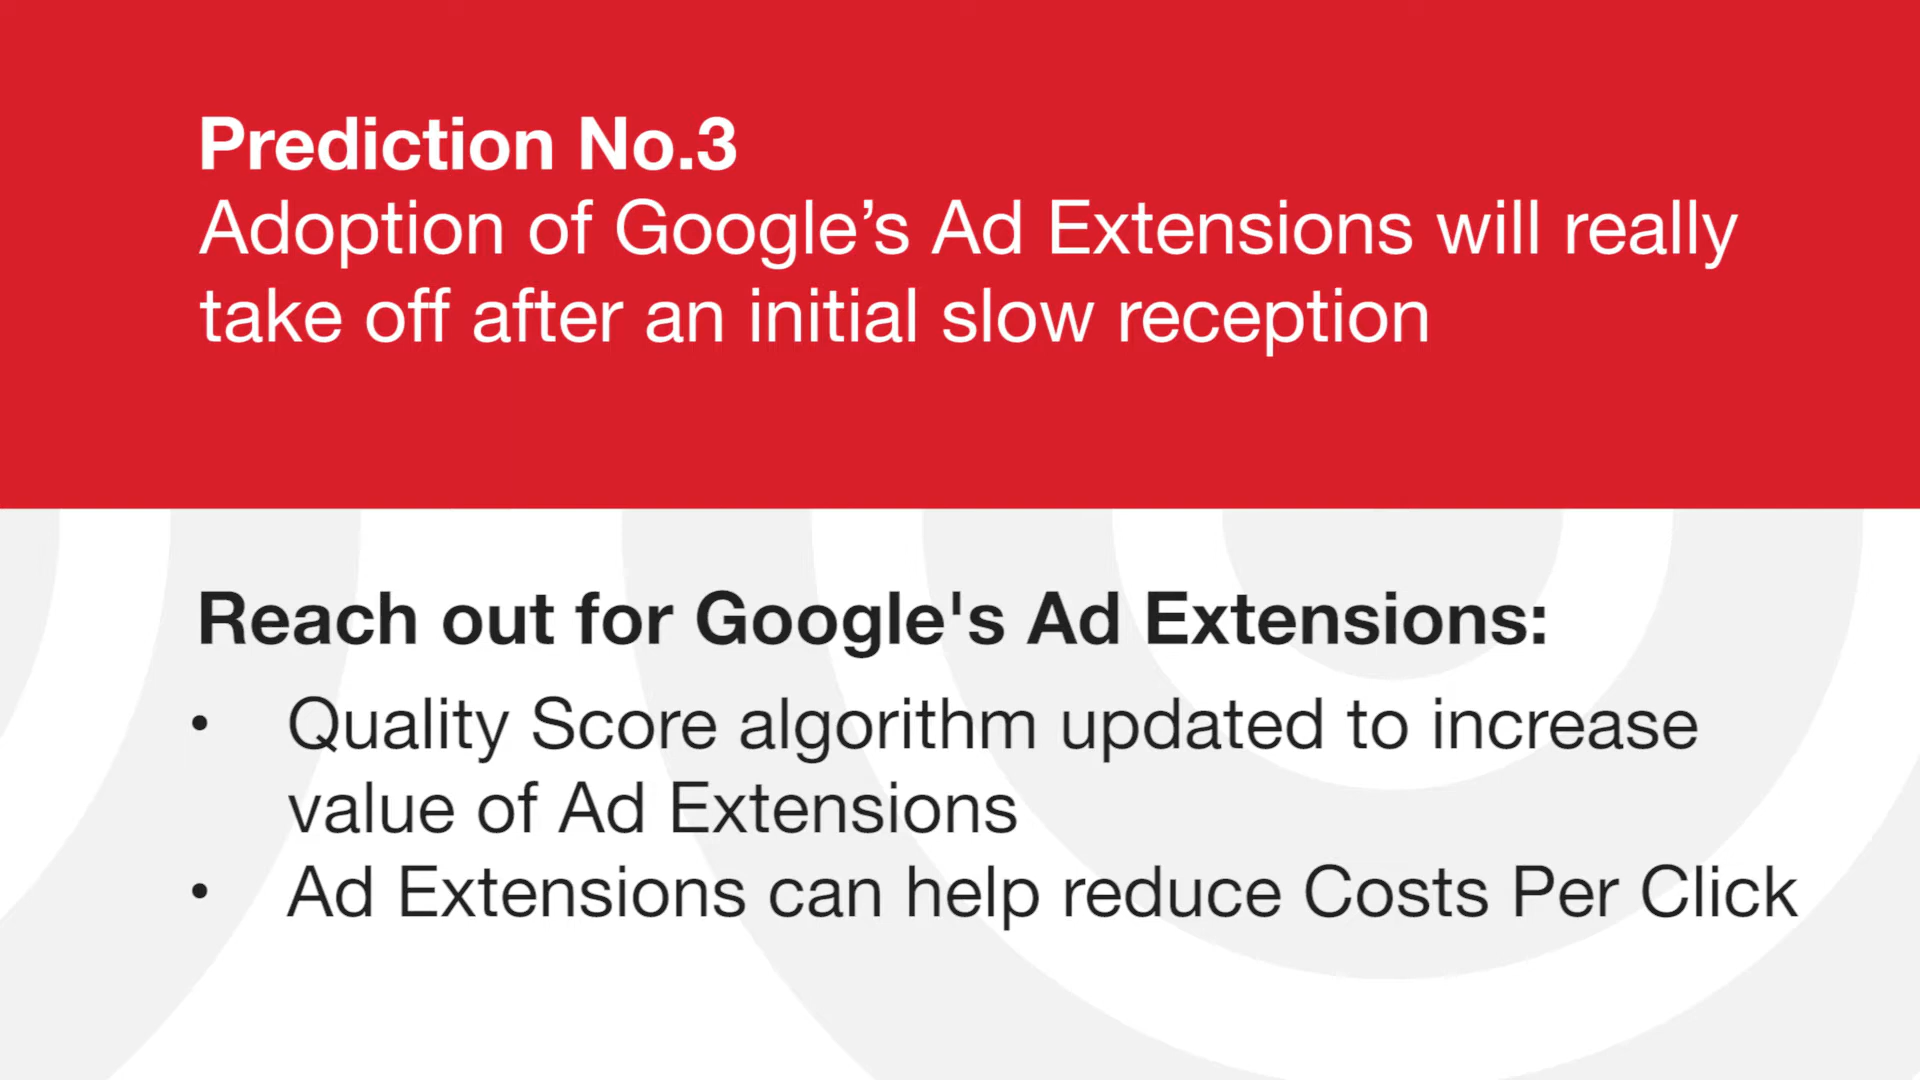 Prediction No.3
Adoption of Google’s Ad Extensions will really
take off after an initial slow reception
Reach out for Google's Ad Extensions:
• Quality Score algorithm updated to increase
value of Ad Extensions
• Ad Extensions can help reduce Costs Per Click